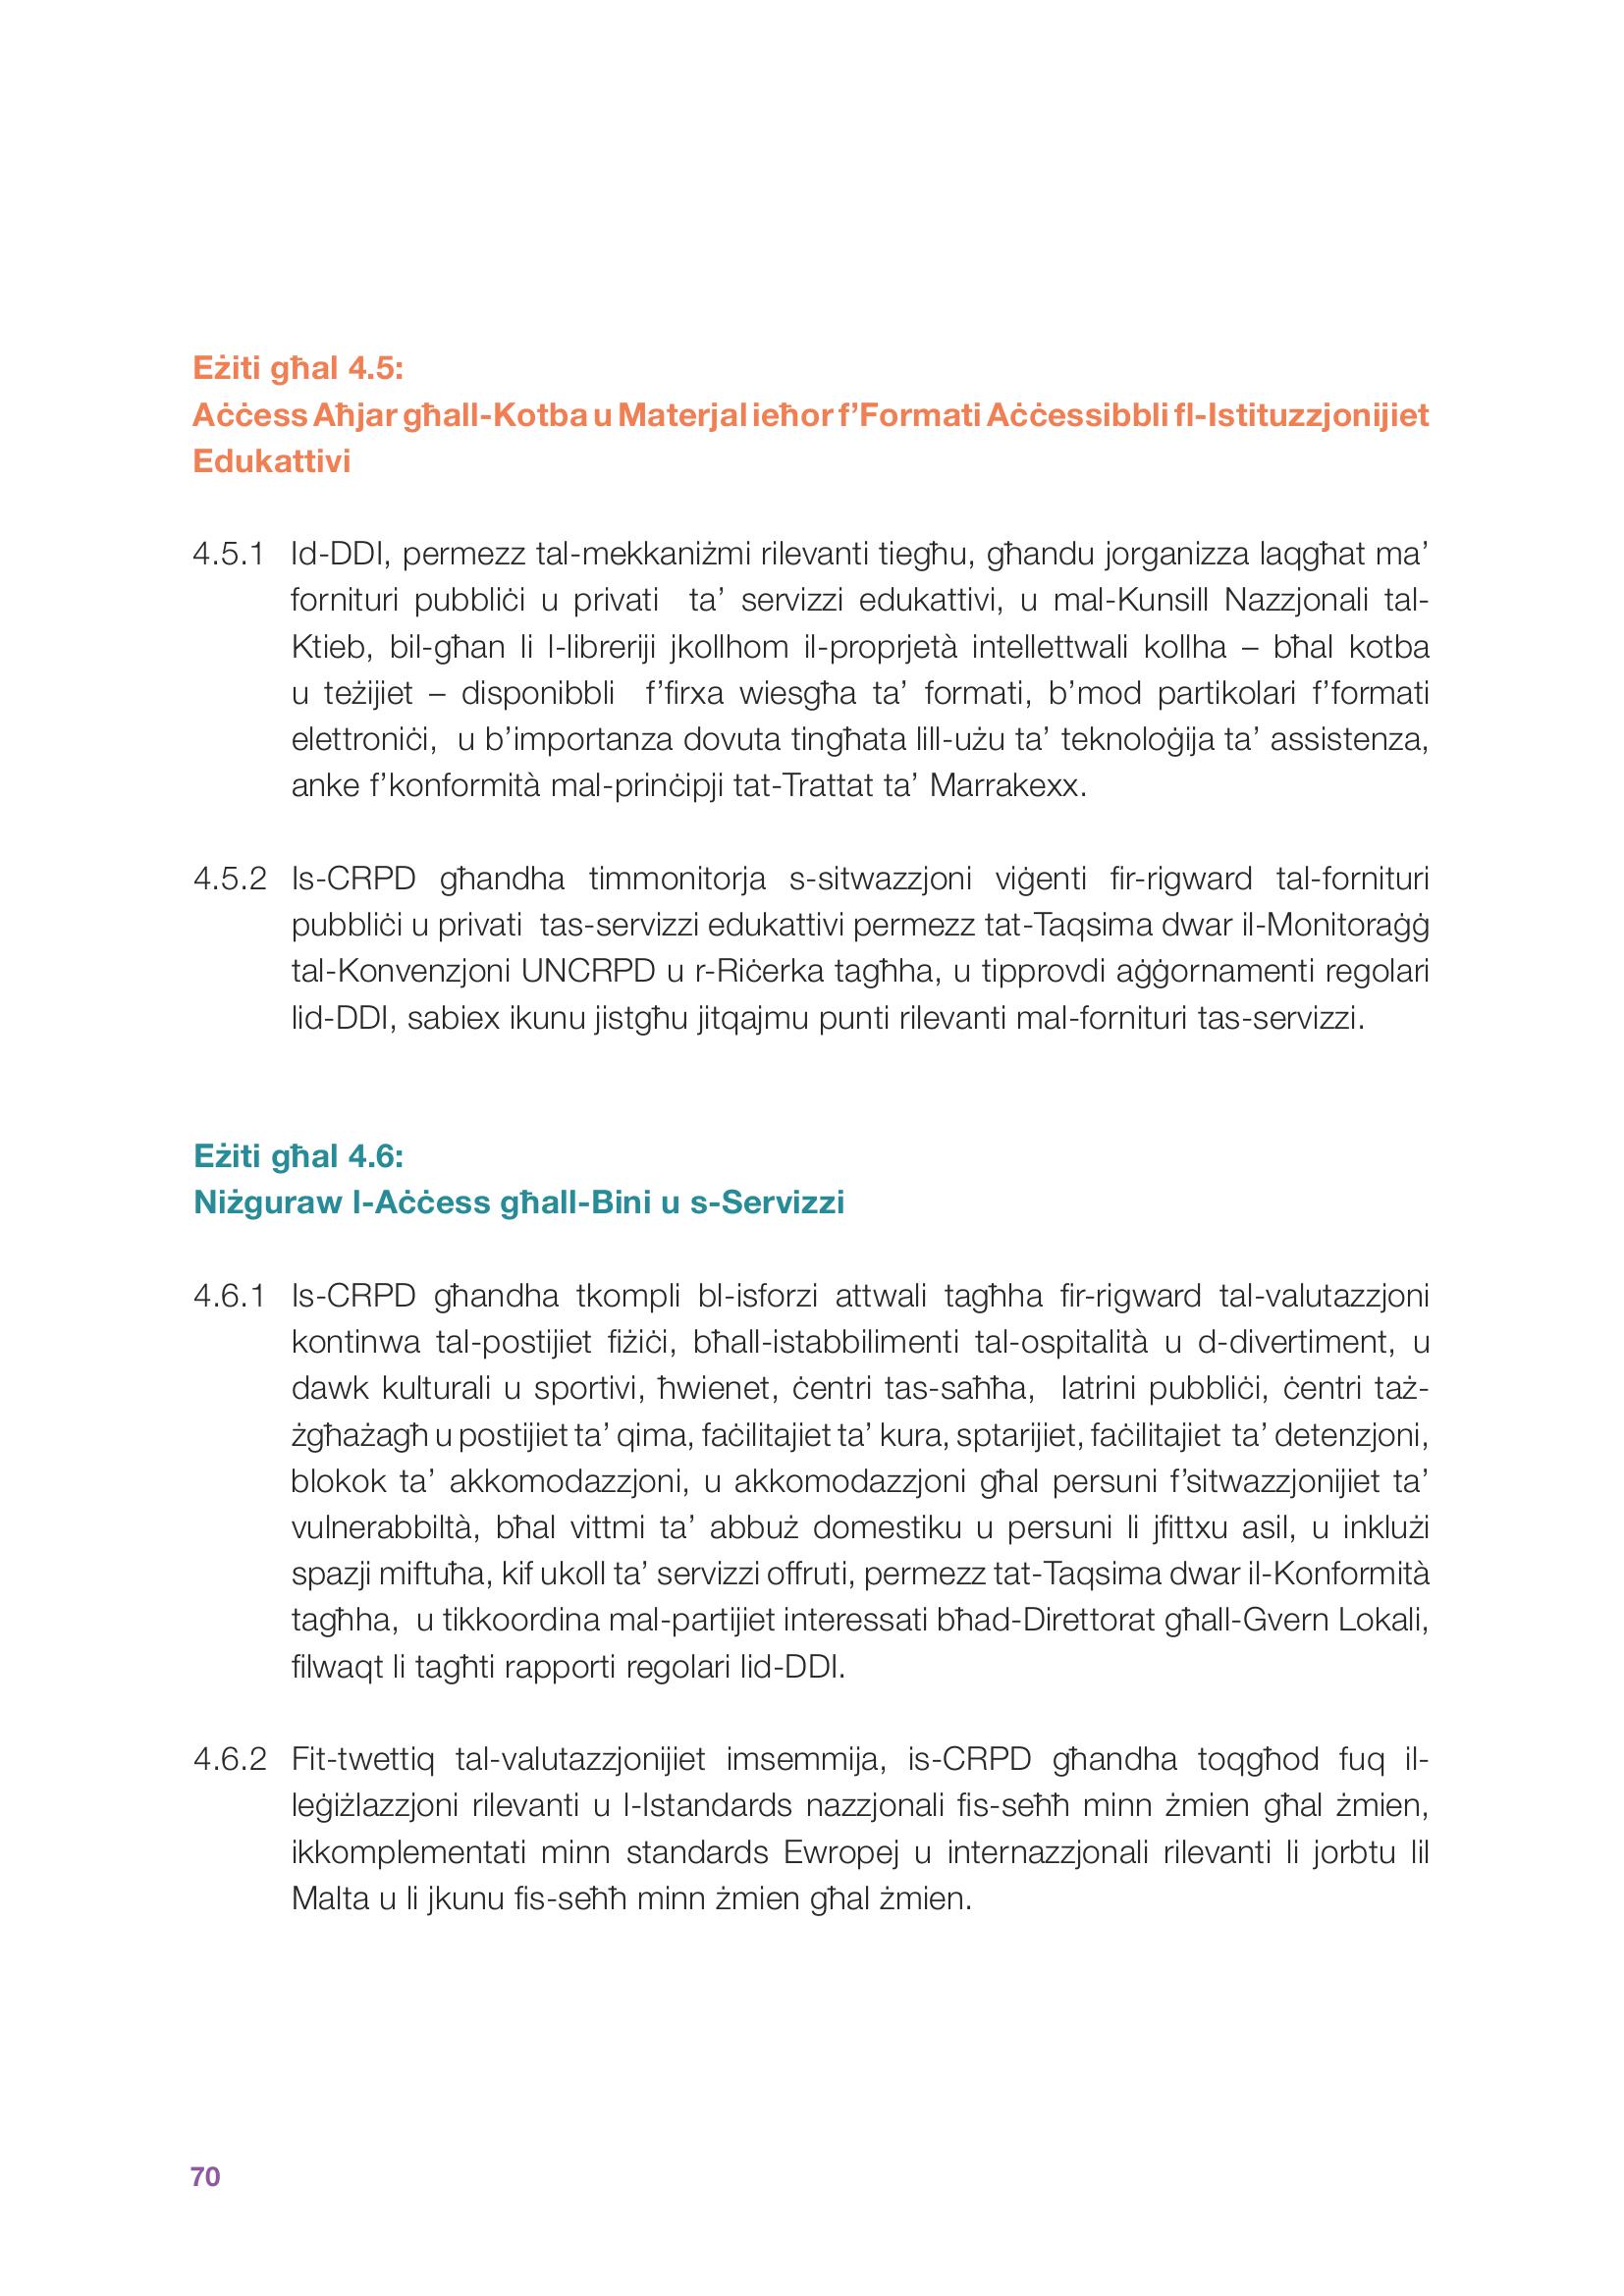 Eżiti għal 4.5:
Aċċess Aħjar għall-Kotba u Materjal ieħor f’Formati Aċċessibbli fl-Istituzzjonijiet
Edukattivi
4.5.1 Id-DDI, permezz tal-mekkaniżmi rilevanti tiegħu, għandu jorganizza laqgħat ma’
fornituri pubbliċi u privati ta’ servizzi edukattivi, u mal-Kunsill Nazzjonali tal-
Ktieb, bil-għan li l-libreriji jkollhom il-proprjetà intellettwali kollha – bħal kotba
u teżijiet – disponibbli f’firxa wiesgħa ta’ formati, b’mod partikolari f’formati
elettroniċi, u b’importanza dovuta tingħata lill-użu ta’ teknoloġija ta’ assistenza,
anke f’konformità mal-prinċipji tat-Trattat ta’ Marrakexx.
4.5.2 Is-CRPD għandha timmonitorja s-sitwazzjoni viġenti fir-rigward tal-fornituri
pubbliċi u privati tas-servizzi edukattivi permezz tat-Taqsima dwar il-Monitoraġġ
tal-Konvenzjoni UNCRPD u r-Riċerka tagħha, u tipprovdi aġġornamenti regolari
lid-DDI, sabiex ikunu jistgħu jitqajmu punti rilevanti mal-fornituri tas-servizzi.
Eżiti għal 4.6:
Niżguraw l-Aċċess għall-Bini u s-Servizzi
4.6.1 Is-CRPD għandha tkompli bl-isforzi attwali tagħha fir-rigward tal-valutazzjoni
kontinwa tal-postijiet fiżiċi, bħall-istabbilimenti tal-ospitalità u d-divertiment, u
dawk kulturali u sportivi, ħwienet, ċentri tas-saħħa, latrini pubbliċi, ċentri taż-
żgħażagħ u postijiet ta’ qima, faċilitajiet ta’ kura, sptarijiet, faċilitajiet ta’ detenzjoni,
blokok ta’ akkomodazzjoni, u akkomodazzjoni għal persuni f’sitwazzjonijiet ta’
vulnerabbiltà, bħal vittmi ta’ abbuż domestiku u persuni li jfittxu asil, u inklużi
spazji miftuħa, kif ukoll ta’ servizzi offruti, permezz tat-Taqsima dwar il-Konformità
tagħha, u tikkoordina mal-partijiet interessati bħad-Direttorat għall-Gvern Lokali,
filwaqt li tagħti rapporti regolari lid-DDI.
4.6.2 Fit-twettiq tal-valutazzjonijiet imsemmija, is-CRPD għandha toqgħod fuq il-
leġiżlazzjoni rilevanti u l-Istandards nazzjonali fis-seħħ minn żmien għal żmien,
ikkomplementati minn standards Ewropej u internazzjonali rilevanti li jorbtu lil
Malta u li jkunu fis-seħħ minn żmien għal żmien.
70